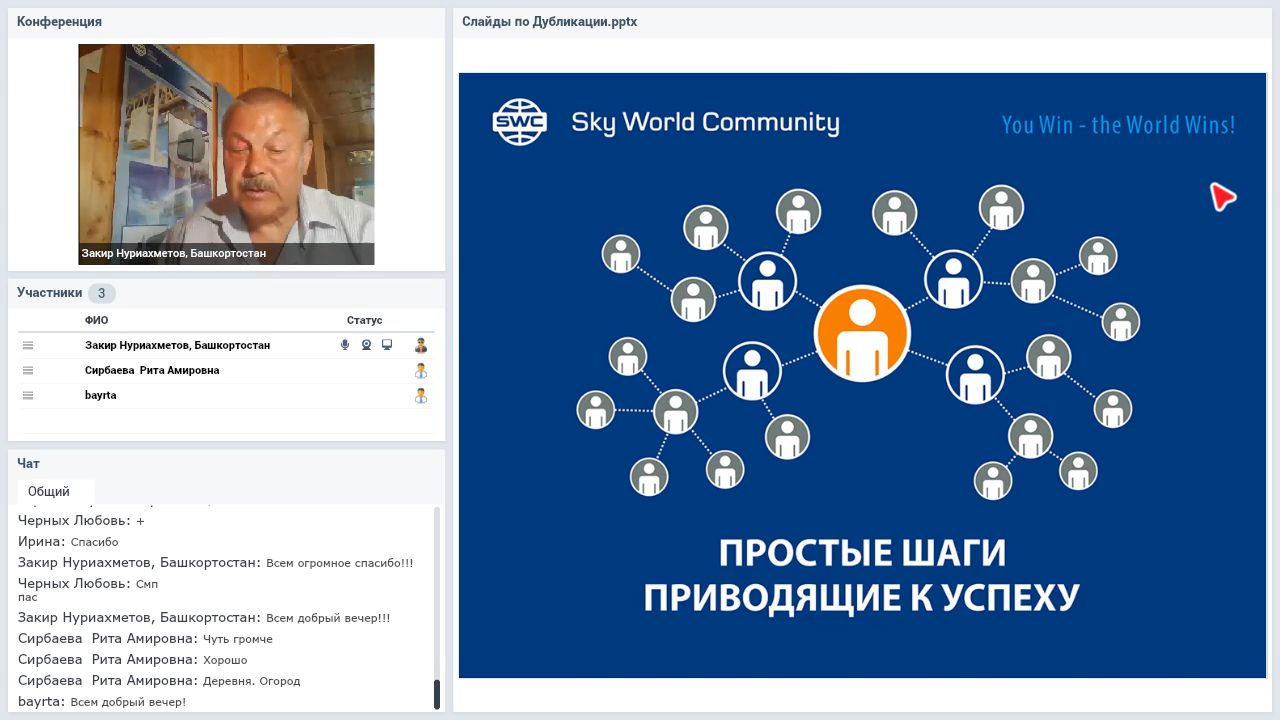 Конференция
Закир Нуриахметов, Башкортостан
Участники 3
ФИО Статус
Закир Нуриахметов, Башкортостан
Сирбаева Рита Амировна
bayrta
Чат
Общий
Черных Любовь: +
Ирина: Спасибо
Закир Нуриахметов, Башкортостан: Всем огромное спасибо!!!
Черных Любовь: Смп
пас
Закир Нуриахметов, Башкортостан: Всем добрый вечер!!!
Сирбаева Рита Амировна: Чуть громче
Сирбаева Рита Амировна: Хорошо
Сирбаева Рита Амировна: Деревня. Огород
bayrta: Всем добрый вечер!
Слайды по Дубликации.pptx
SWC
Sky World Community
You Win - the World Wins!
ПРОСТЫЕ ШАГИ
ПРИВОДЯЩИЕ К УСПЕХУ